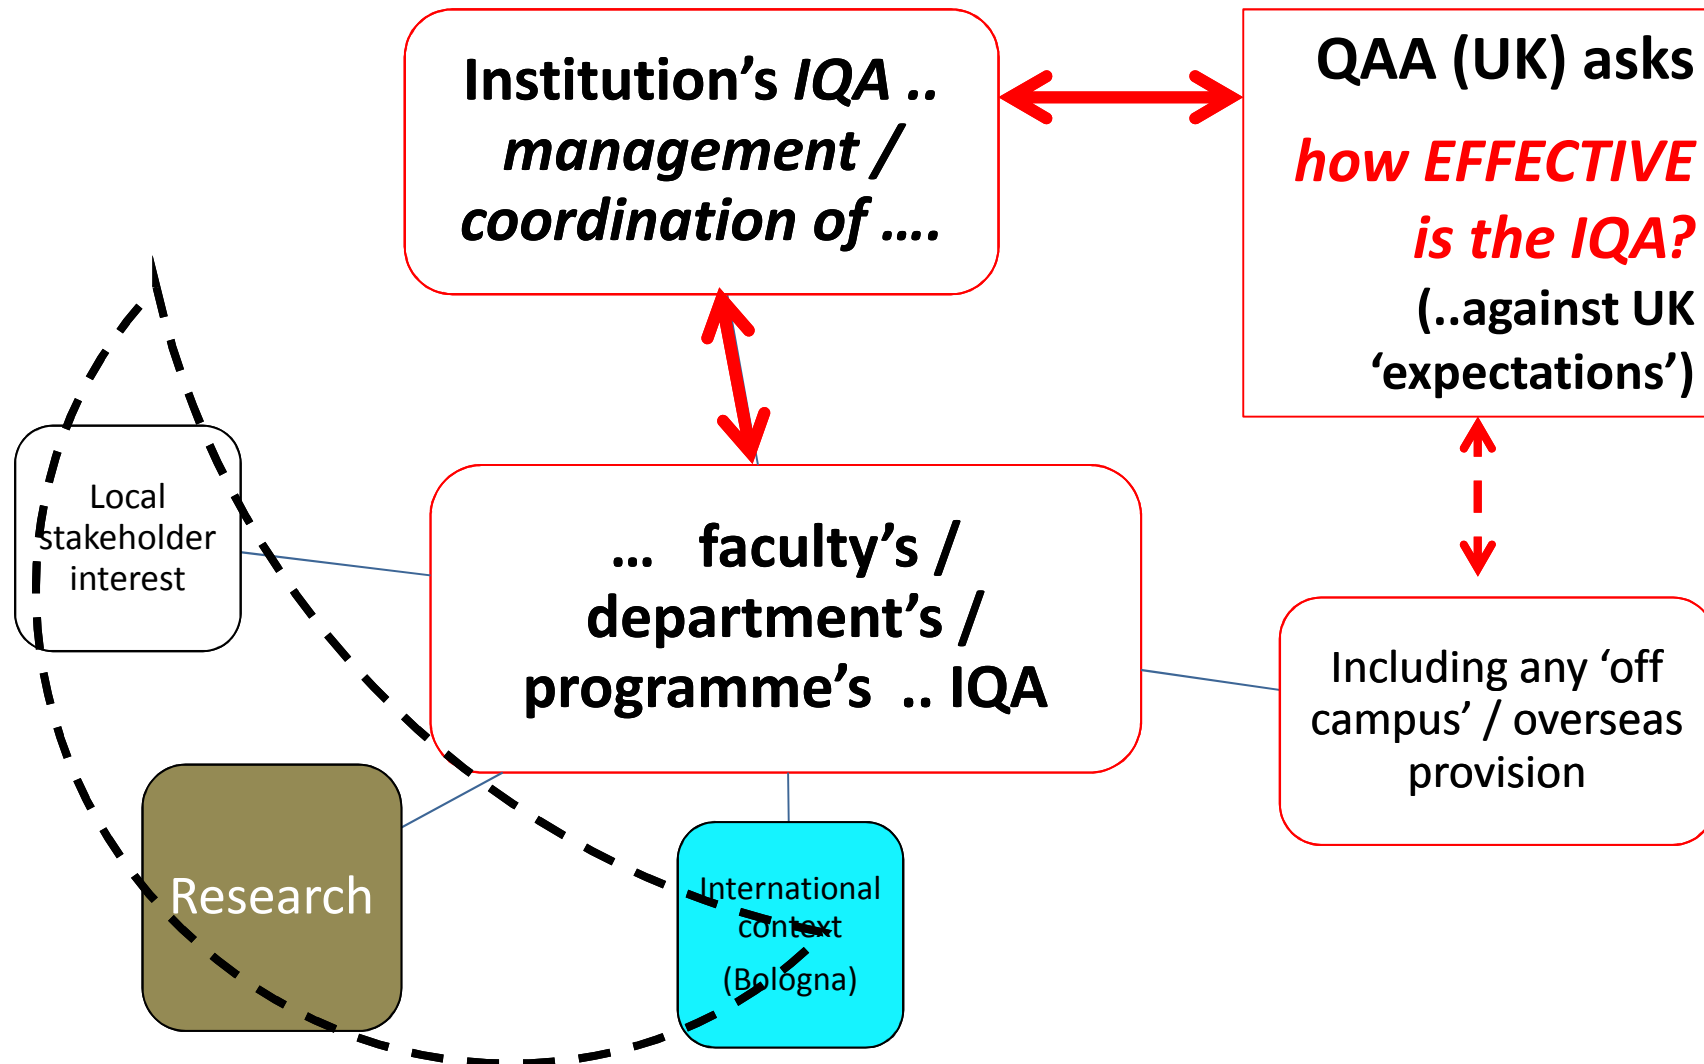 Institution’s IQA ..
management /
coordination of ….
QAA (UK) asks
how EFFECTIVE
is the IQA?
(..against UK
‘expectations’)
Local
stakeholder
interest
… faculty’s /
department’s /
programme’s .. IQA
Including any ‘off
campus’ / overseas
provision
Research
International
context
(Bologna)